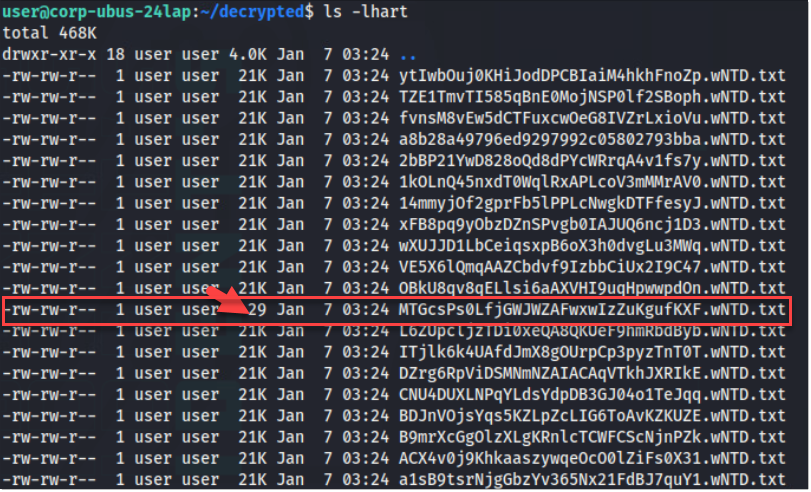 user@corp-ubus-24lap:~/decrypted$ ls -lhart
total 468K
drwxr-xr-x 18 user user 4.0K Jan  7 03:24 ..
-rw-rw-r--  1 user user  21K Jan  7 03:24 ytIwbOuj0KHiJodDPCBIaiM4hkhFnoZp.wNTD.txt
-rw-rw-r--  1 user user  21K Jan  7 03:24 TZE1TmvTI585qBnE0MojNSP0lf2SBoph.wNTD.txt
-rw-rw-r--  1 user user  21K Jan  7 03:24 fvnsM8vEw5dCTFuxcwOeG8IVZrLxioVu.wNTD.txt
-rw-rw-r--  1 user user  21K Jan  7 03:24 a8b28a49796ed9297992c05802793bba.wNTD.txt
-rw-rw-r--  1 user user  21K Jan  7 03:24 2bBP21YwD828oQd8dPYcWRrqA4v1fs7y.wNTD.txt
-rw-rw-r--  1 user user  21K Jan  7 03:24 1kOLnQ45nxdT0WqlRxAPLcoV3mMMrAV0.wNTD.txt
-rw-rw-r--  1 user user  21K Jan  7 03:24 14mmyjOf2gprFb5lPPLcNwgkDTFfesyJ.wNTD.txt
-rw-rw-r--  1 user user  21K Jan  7 03:24 xFB8pq9yObzDZnSPvgb0IAJUQ6ncj1D3.wNTD.txt
-rw-rw-r--  1 user user  21K Jan  7 03:24 wXUJJD1LbCeiqsxpB6oX3h0dvgLu3MWq.wNTD.txt
-rw-rw-r--  1 user user  21K Jan  7 03:24 VE5X6lQmqAAZCbdvf9IzbbCiUx2I9C47.wNTD.txt
-rw-rw-r--  1 user user  21K Jan  7 03:24 OBkU8qv8qELlsi6aAXVHI9uqHpwwpdOn.wNTD.txt
-rw-rw-r--  1 user user   29 Jan  7 03:24 MTGcsPs0LfjGWJWZAFwxwIzZuKgufKXF.wNTD.txt
-rw-rw-r--  1 user user  21K Jan  7 03:24 L6ZUpcljzTD10xeQA8QKUeF9hmRbdByb.wNTD.txt
-rw-rw-r--  1 user user  21K Jan  7 03:24 ITjlk6k4UAfdJmX8gOUrpCp3pyzTnT0T.wNTD.txt
-rw-rw-r--  1 user user  21K Jan  7 03:24 DZrg6RpViDSMNmNZAIACAqVTkhJXRIkE.wNTD.txt
-rw-rw-r--  1 user user  21K Jan  7 03:24 CNU4DUXLNPqYLdsYdpDB3GJ04o1TeJqq.wNTD.txt
-rw-rw-r--  1 user user  21K Jan  7 03:24 BDJnVOjsYqs5KZLpZcLIG6ToAvKZKUZE.wNTD.txt
-rw-rw-r--  1 user user  21K Jan  7 03:24 B9mrXcGgOlzXLgKRnlcTCWFCScNjnPZk.wNTD.txt
-rw-rw-r--  1 user user  21K Jan  7 03:24 ACX4v0j9KhkaaszywqeOcO0lZiFs0X31.wNTD.txt
-rw-rw-r--  1 user user  21K Jan  7 03:24 a1sB9tsrNjgGbzYv365Nx21FdBJ7quY1.wNTD.txt